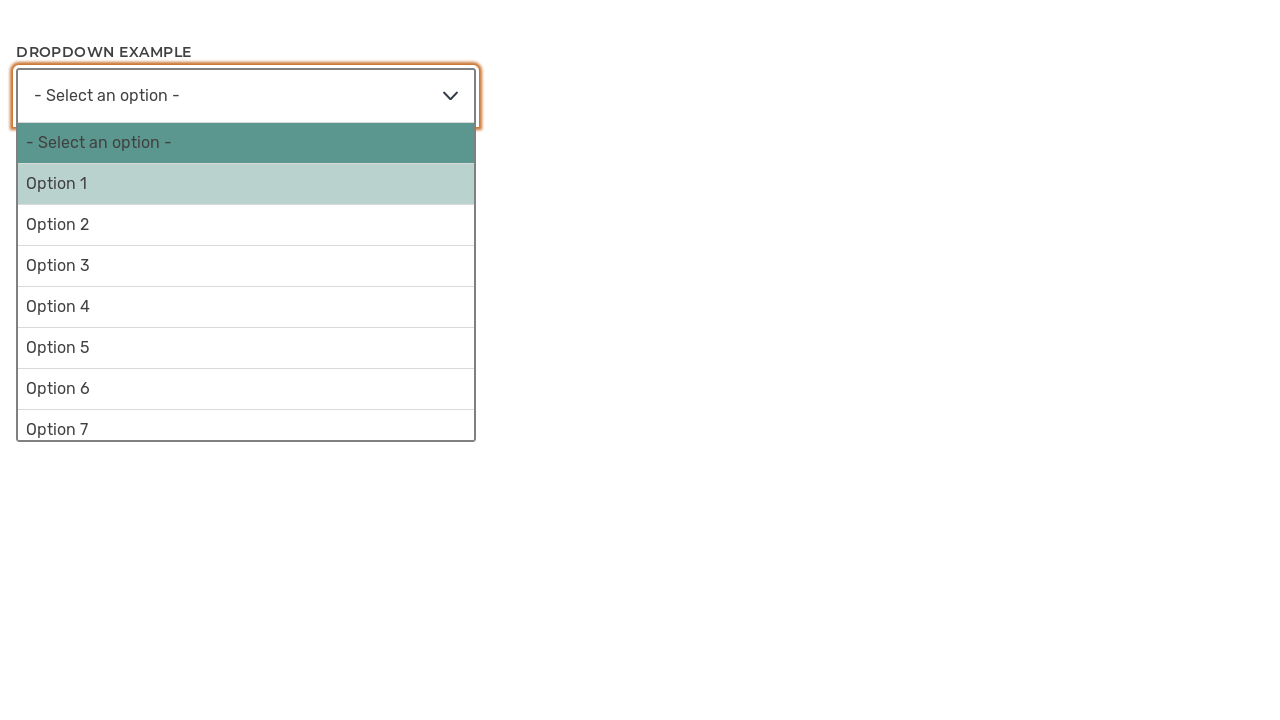 DROPDOWN EXAMPLE
- Select an option -
- Select an option -
Option 1
Option 2
Option 3
Option 4
Option 5
Option 6
Option 7